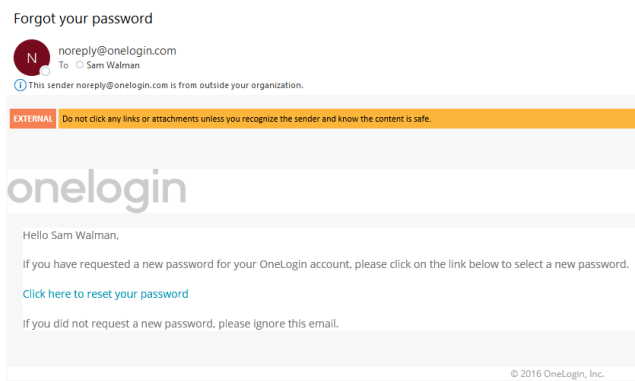 Forgot your password
N
noreply@onelogin.com
To Sam Walman
This sender noreply@onelogin.com is from outside your organization.
EXTERNAL Do not click any links or attachments unless you recognize the sender and know the content is safe.
onelogin
Hello Sam Walman,
If you have requested a new password for your OneLogin account, please click on the link below to select a new password.
Click here to reset your password
If you did not request a new password, please ignore this email.
© 2016 OneLogin, Inc.